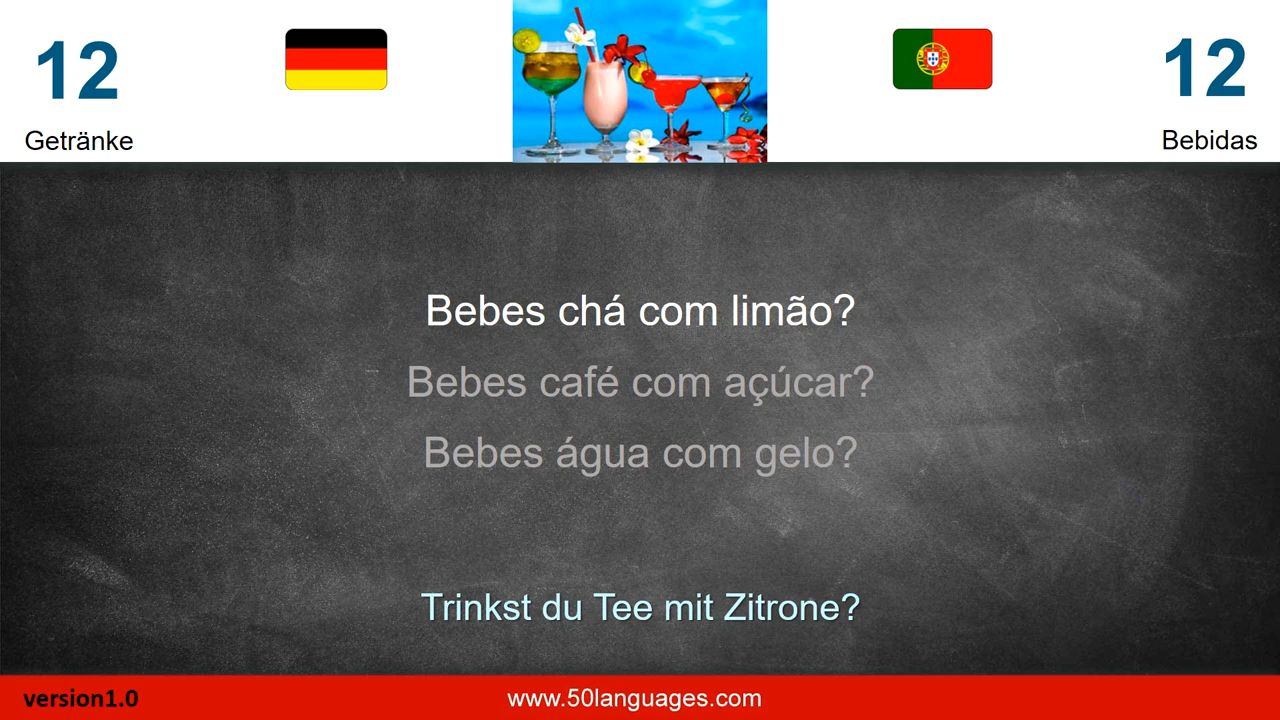 12
12
Getränke
Bebidas
Bebes chá com limão?
Bebes café com açúcar?
Bebes água com gelo?
Trinkst du Tee mit Zitrone?
version1.0
www.50languages.com